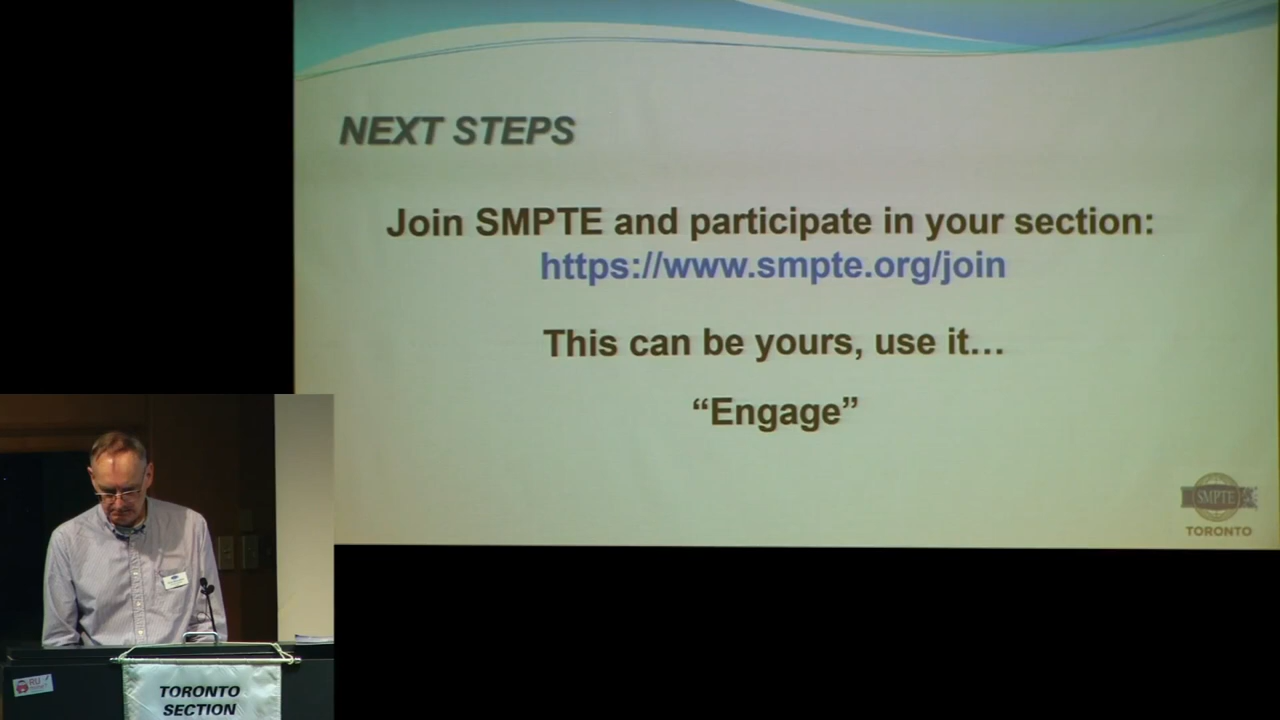 NEXT STEPS
Join SMPTE and participate in your section:
https://www.smpte.org/join
This can be yours, use it…
“Engage”
SMPTE
TORONTO
RU
TORONTO
SECTION